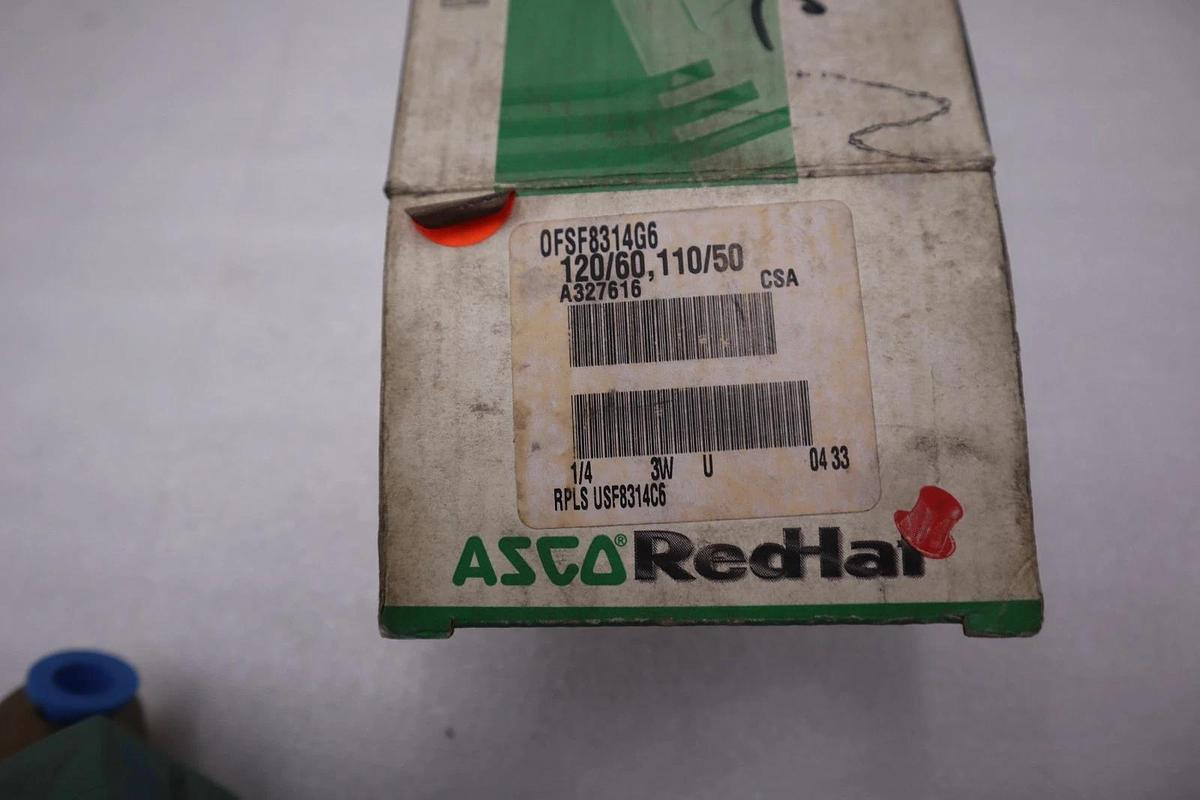 OFSF8314G6
120/60, 110/50
A327616 CSA
1/4 3W U 04 33
RPLS USF8314C6
ASCO® RedHat